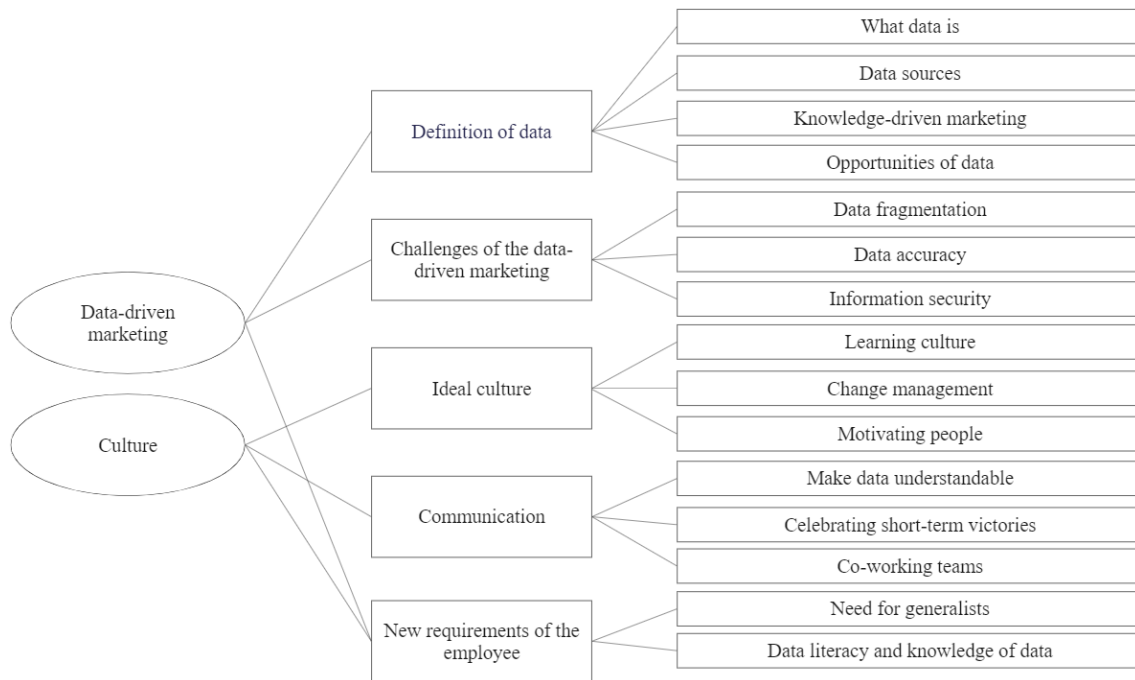 Data-driven
marketing
Culture
Definition of data
Challenges of the data-
driven marketing
Ideal culture
Communication
New requirements of the
employee
What data is
Data sources
Knowledge-driven marketing
Opportunities of data
Data fragmentation
Data accuracy
Information security
Learning culture
Change management
Motivating people
Make data understandable
Celebrating short-term victories
Co-working teams
Need for generalists
Data literacy and knowledge of data